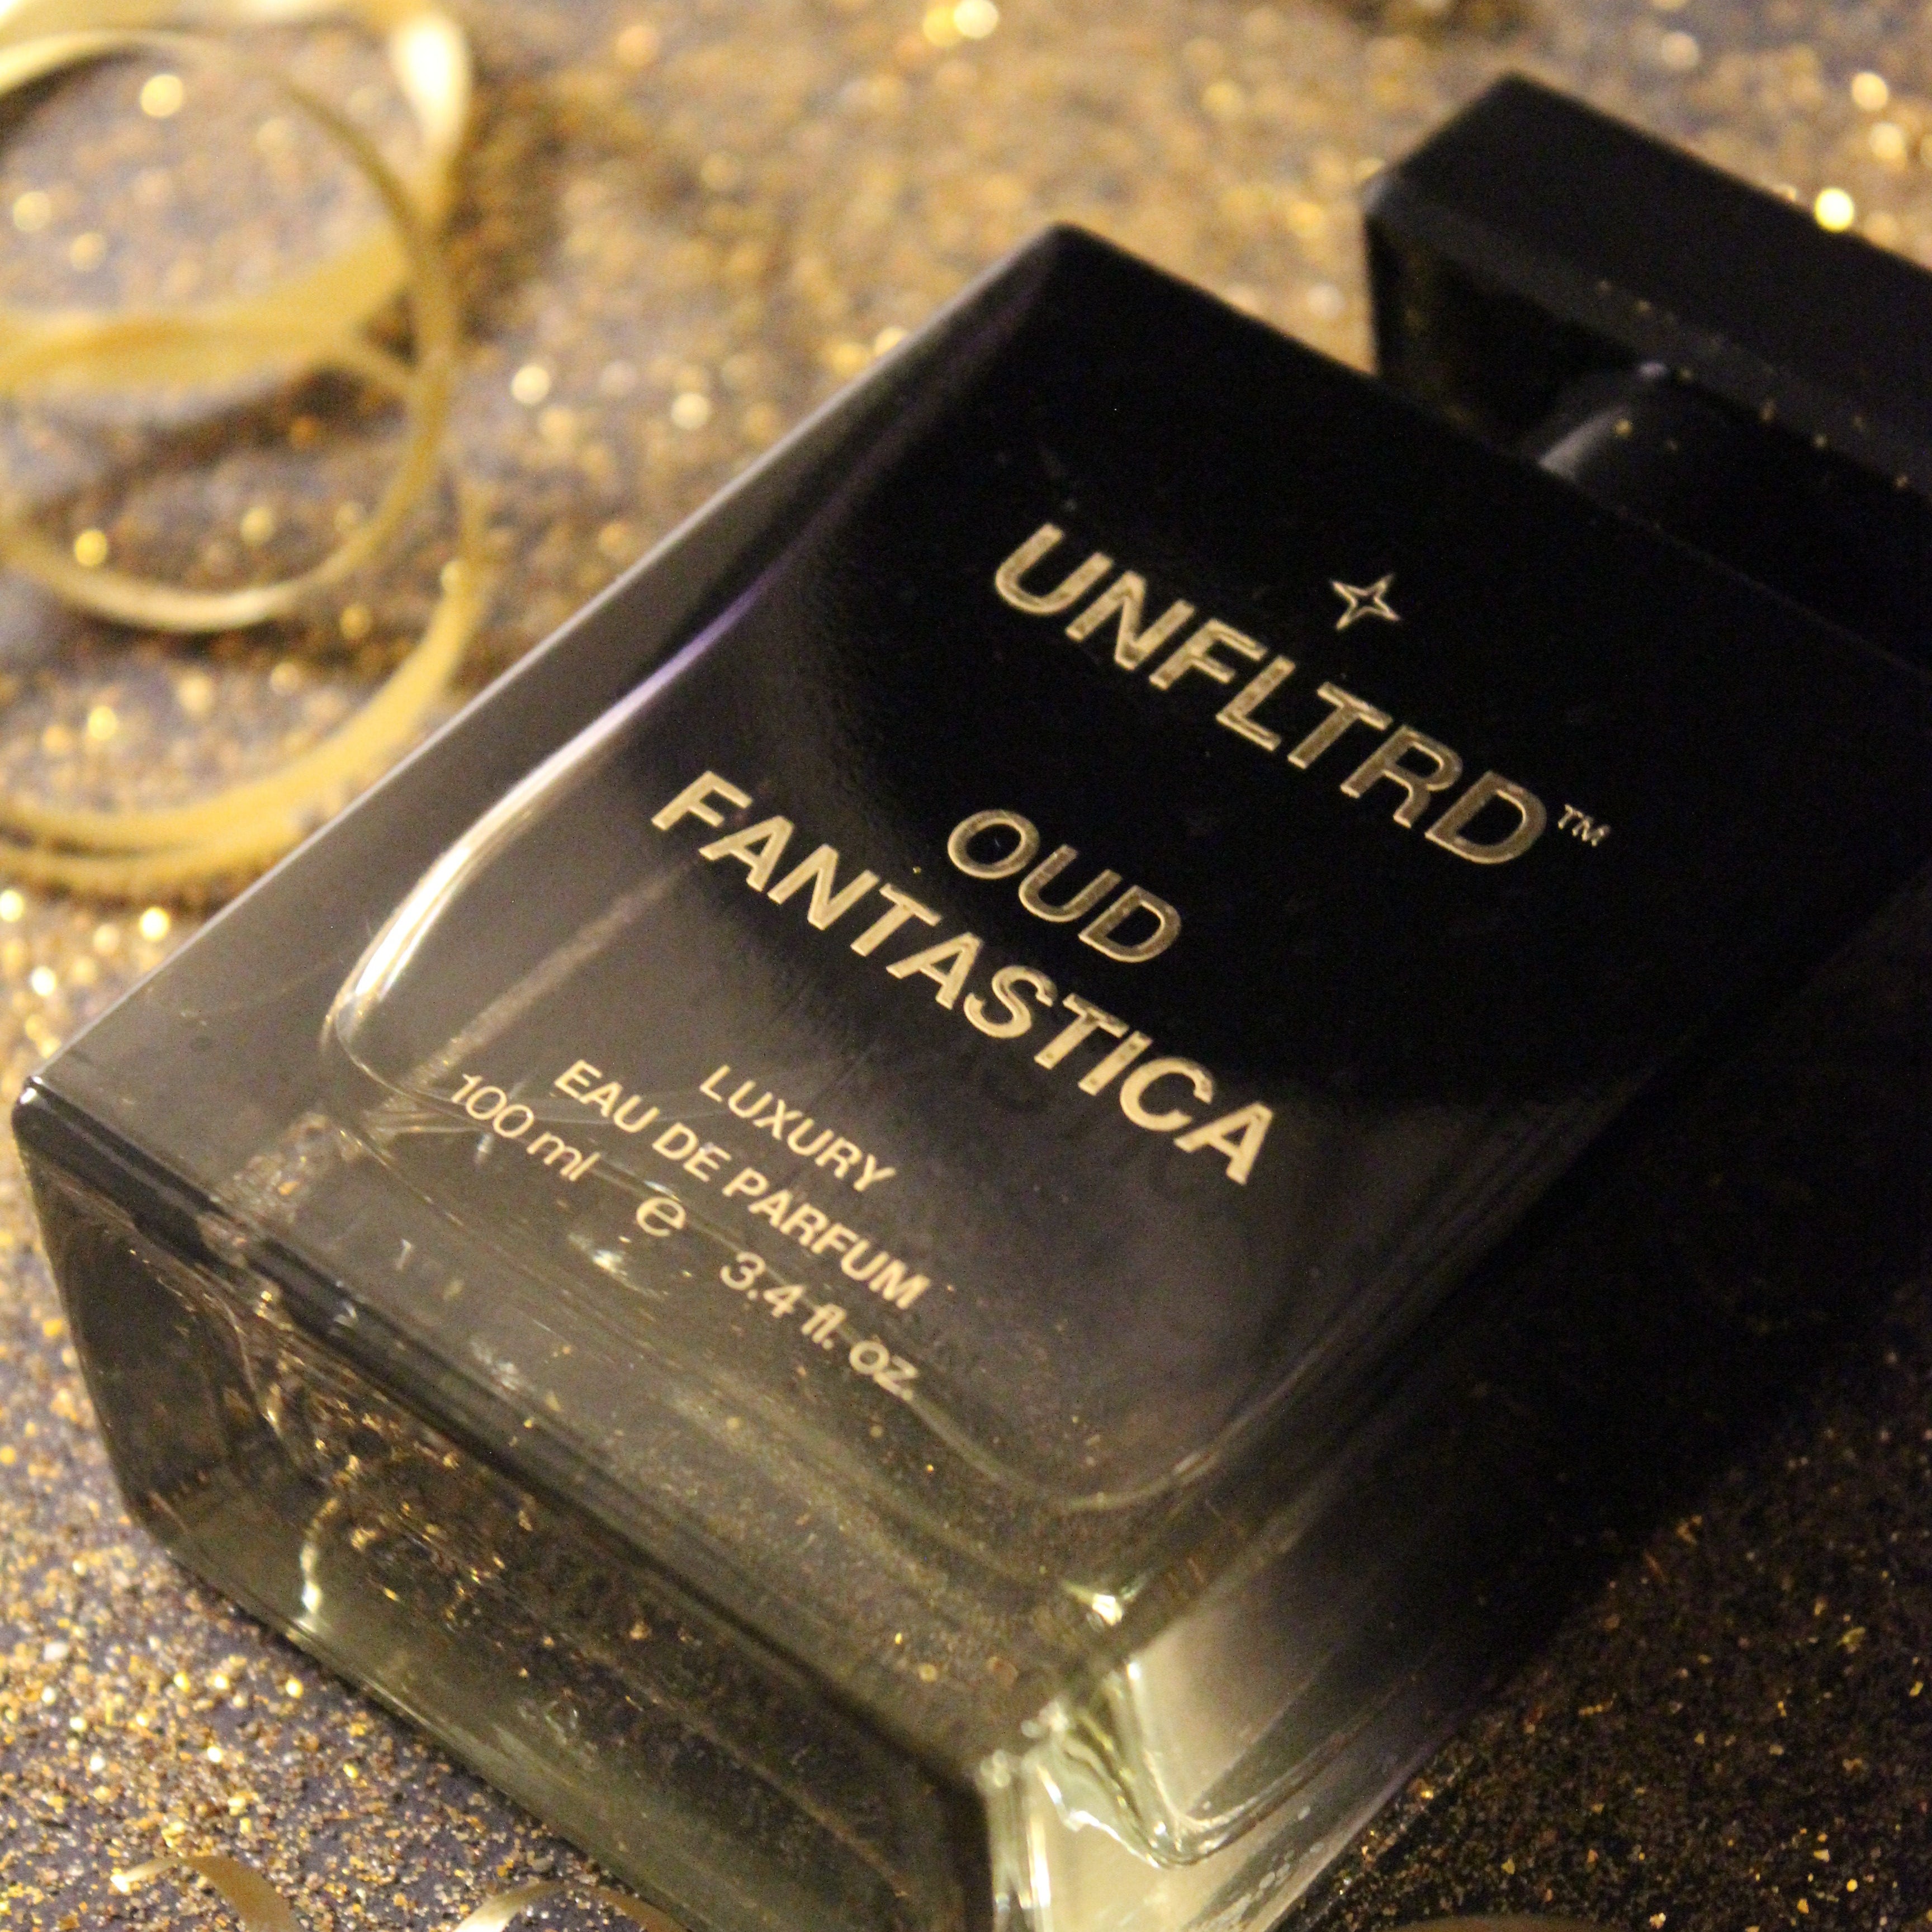 UNFLTRD™
OUD
FANTASTICA
LUXURY
EAU DE PARFUM
100 ml ℮ 3.4 fl. oz.